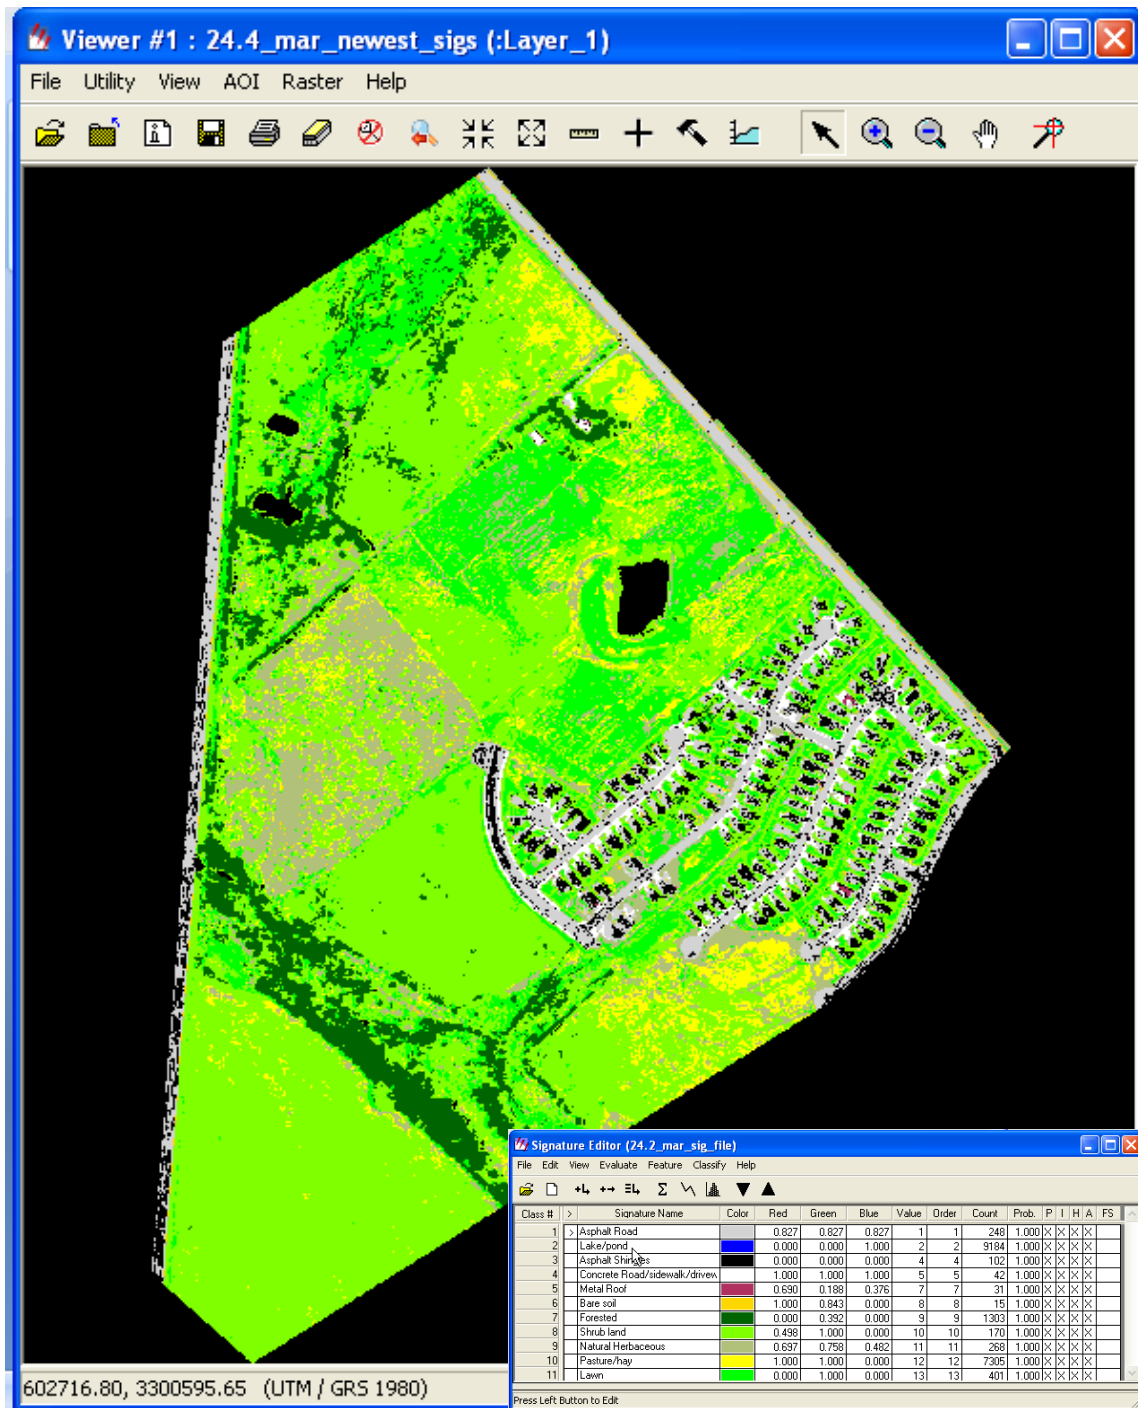 Viewer #1 : 24.4_mar_newest_sigs (:Layer_1)
File Utility View AOI Raster Help
602716.80, 3300595.65 (UTM / GRS 1980)
Signature Editor (24.2_mar_sig_file)
File Edit View Evaluate Feature Classify Help
Class # > Signature Name Color Red Green Blue Value Order Count Prob. P I H A FS
1 > Asphalt Road 0.827 0.827 0.827 1 1 248 1.000 X X X X
2 Lake/pond 0.000 0.000 1.000 2 2 9184 1.000 X X X X
3 Asphalt Shingles 0.000 0.000 0.000 4 4 102 1.000 X X X X
4 Concrete Road/sidewalk/drivew 1.000 1.000 1.000 5 5 42 1.000 X X X X
5 Metal Roof 0.690 0.188 0.376 7 7 31 1.000 X X X X
6 Bare soil 1.000 0.843 0.000 8 8 15 1.000 X X X X
7 Forested 0.000 0.392 0.000 9 9 1303 1.000 X X X X
8 Shrub land 0.498 1.000 0.000 10 10 170 1.000 X X X X
9 Natural Herbaceous 0.697 0.758 0.482 11 11 268 1.000 X X X X
10 Pasture/hay 1.000 1.000 0.000 12 12 7305 1.000 X X X X
11 Lawn 0.000 1.000 0.000 13 13 401 1.000 X X X X
Press Left Button to Edit